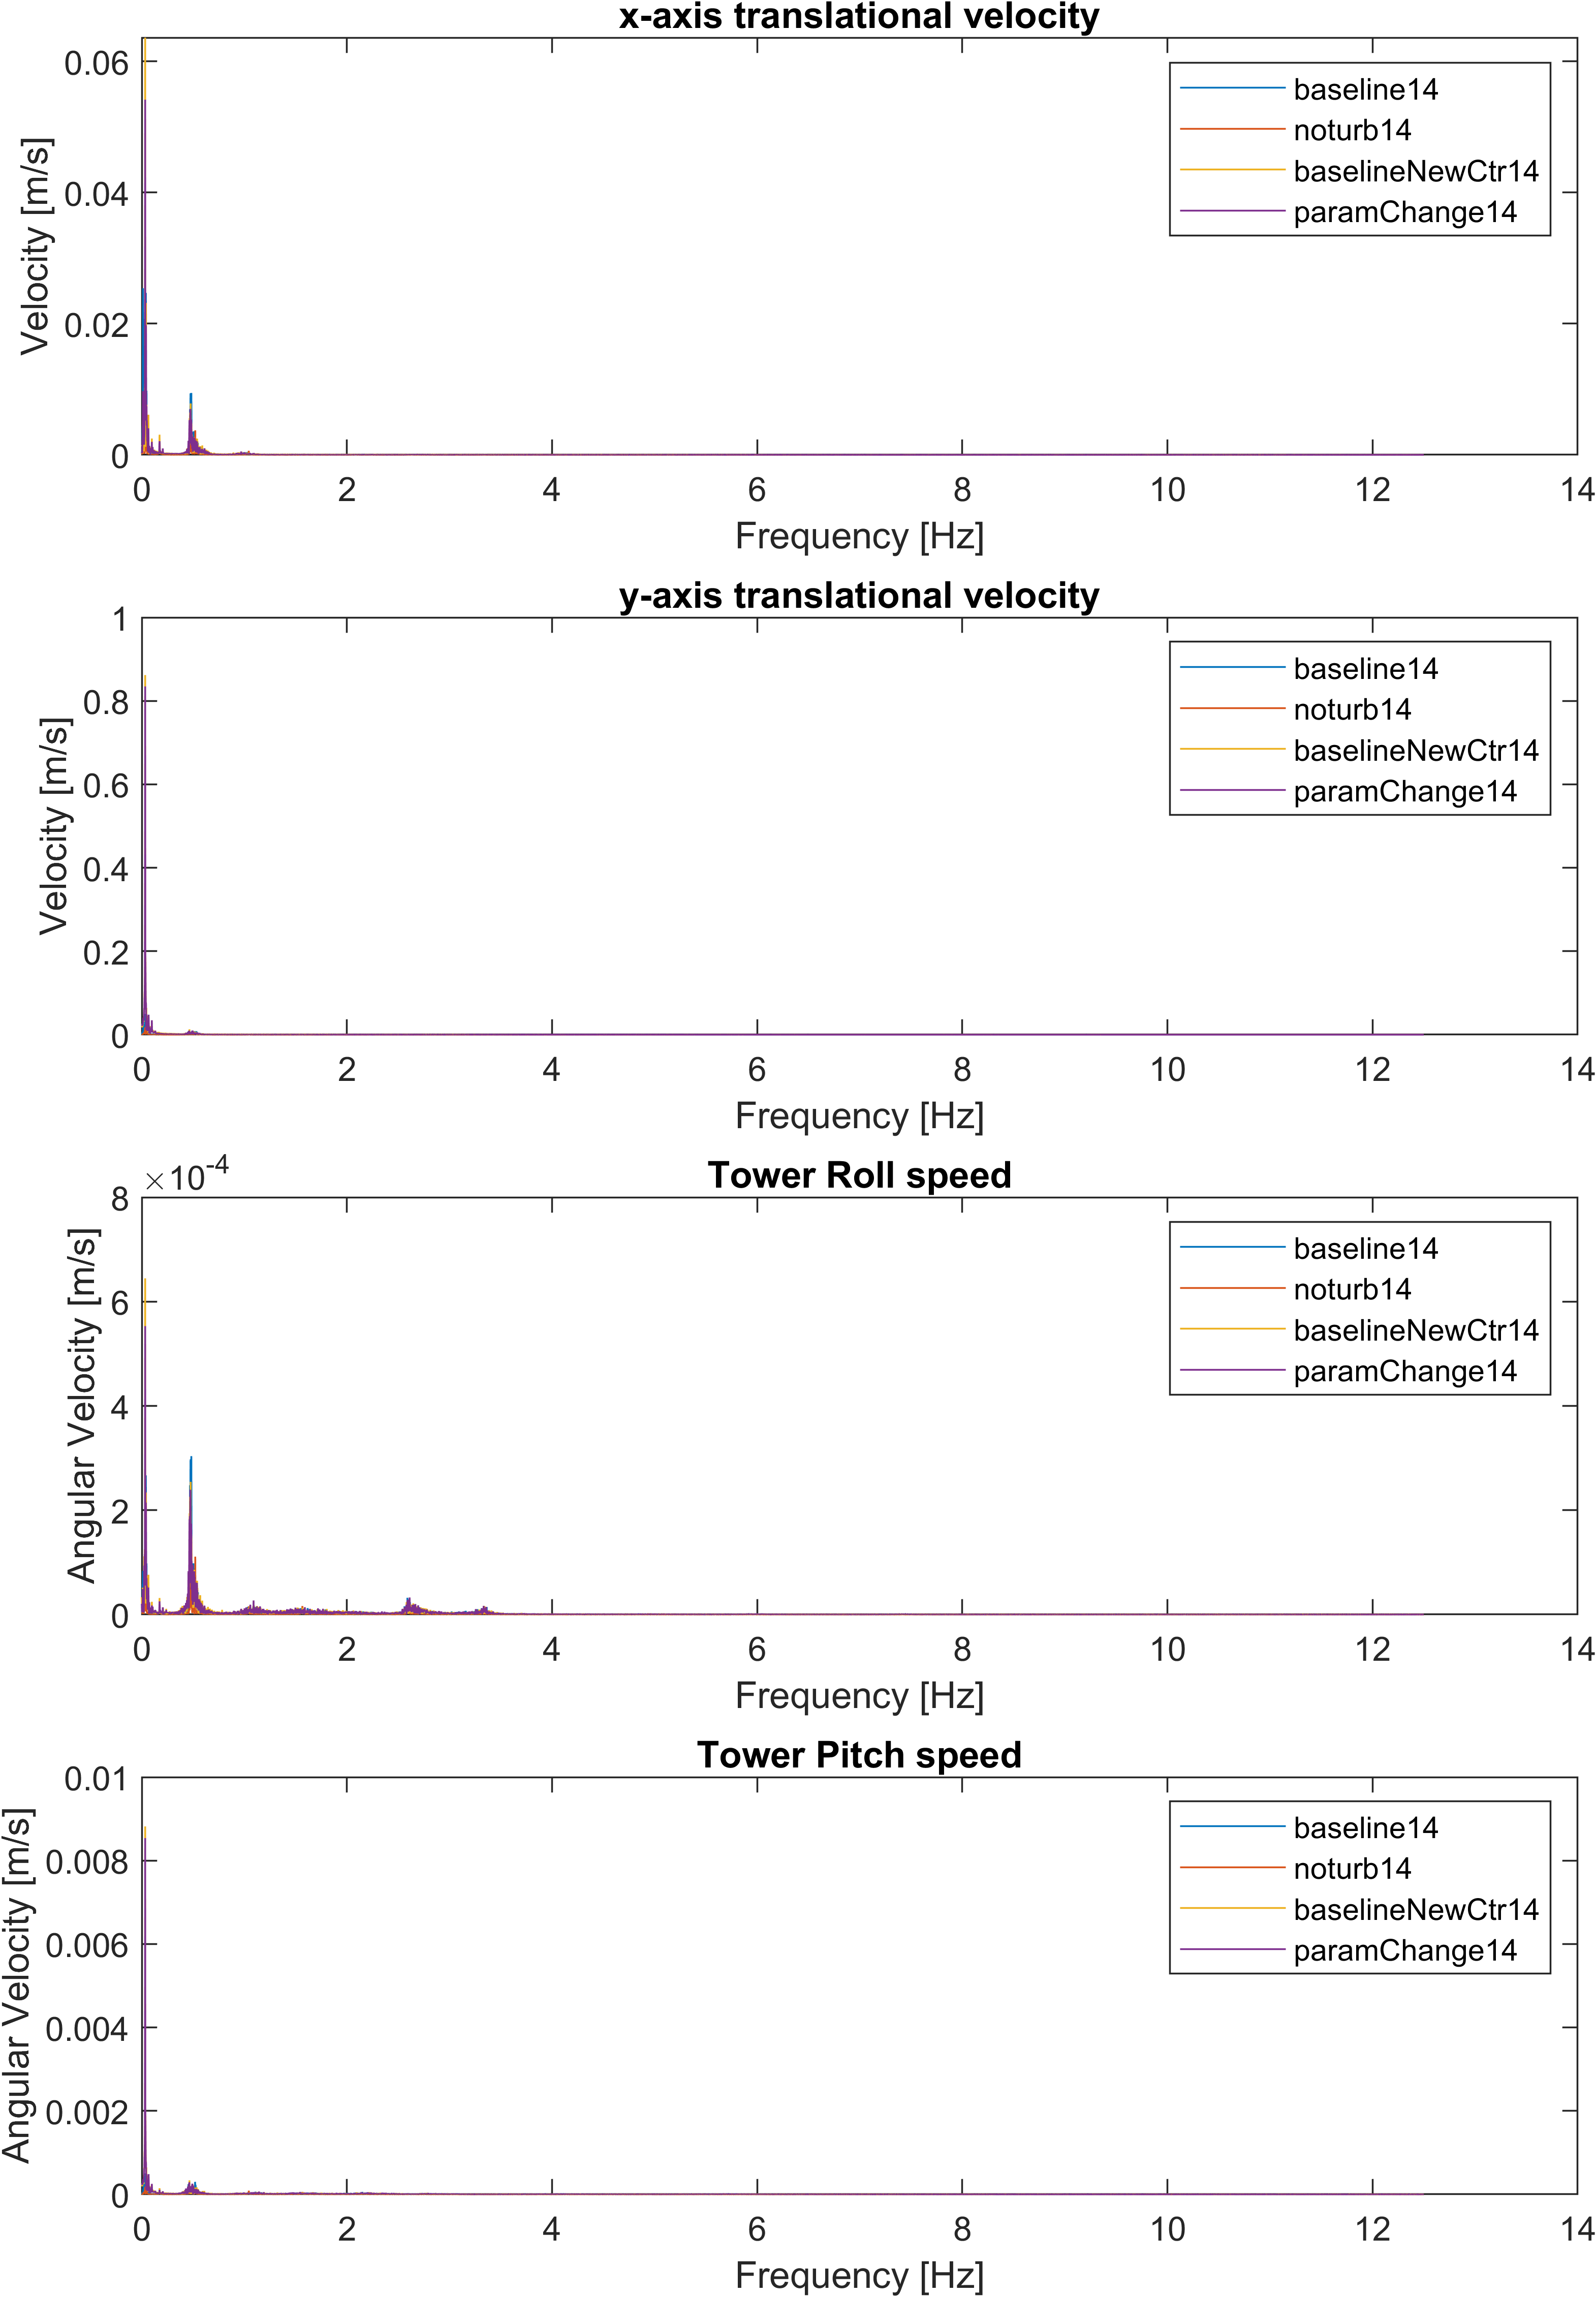 x-axis translational velocity
0.06
0.04
0.02
0
Velocity [m/s]
baseline14
noturb14
baselineNewCtr14
paramChange14
0 2 4 6 8 10 12 14
Frequency [Hz]
y-axis translational velocity
1
0.8
0.6
0.4
0.2
0
Velocity [m/s]
baseline14
noturb14
baselineNewCtr14
paramChange14
0 2 4 6 8 10 12 14
Frequency [Hz]
Tower Roll speed
×10-4
8
6
4
2
0
Angular Velocity [m/s]
baseline14
noturb14
baselineNewCtr14
paramChange14
0 2 4 6 8 10 12 14
Frequency [Hz]
Tower Pitch speed
0.01
0.008
0.006
0.004
0.002
0
Angular Velocity [m/s]
baseline14
noturb14
baselineNewCtr14
paramChange14
0 2 4 6 8 10 12 14
Frequency [Hz]